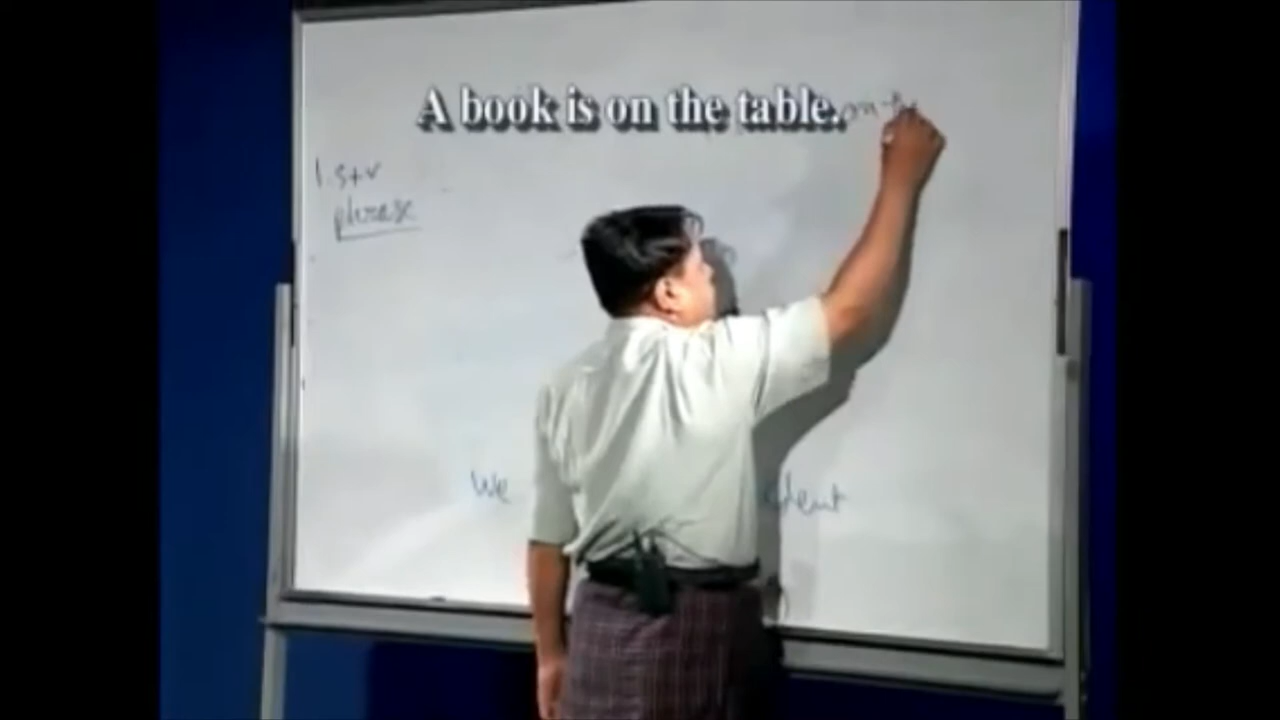 A book is on the table.
1. S+V
phrase
We